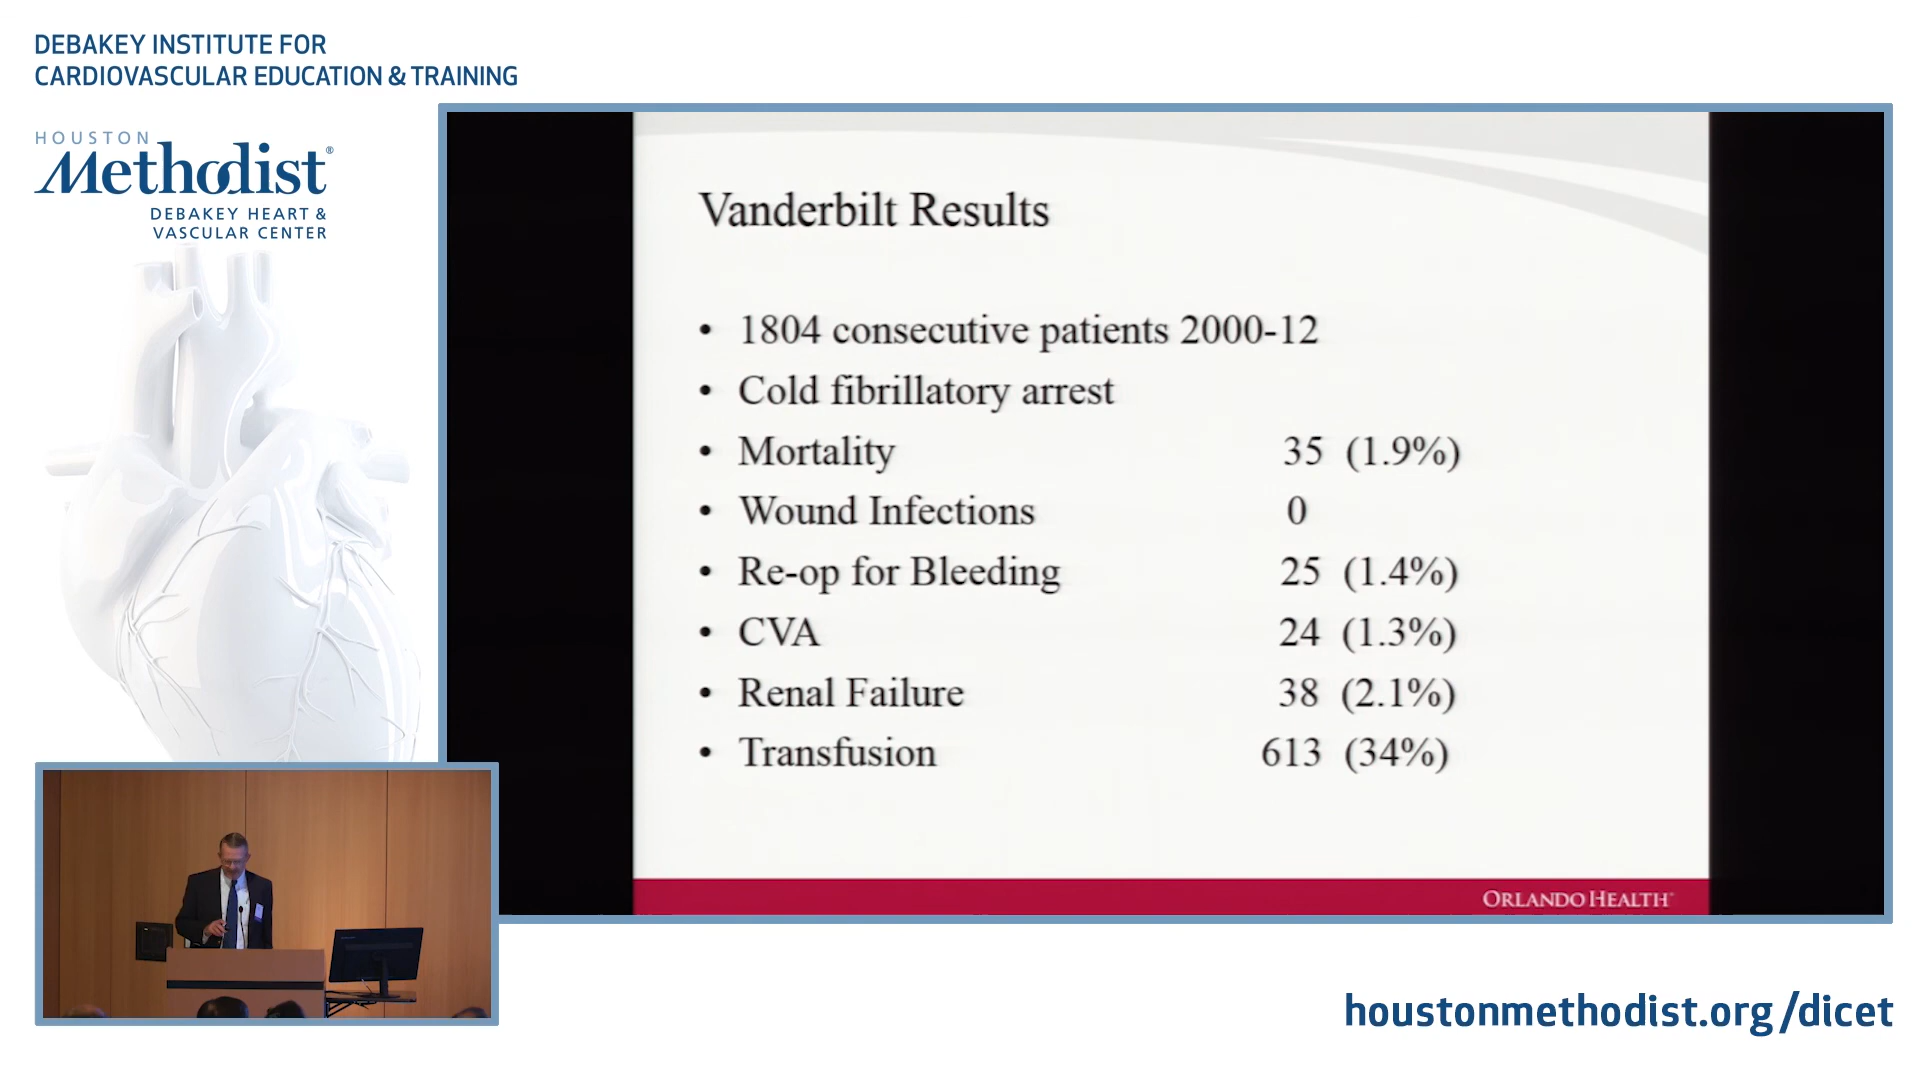 DEBAKEY INSTITUTE FOR
CARDIOVASCULAR EDUCATION & TRAINING
HOUSTON
Methodist®
DEBAKEY HEART &
VASCULAR CENTER
Vanderbilt Results
• 1804 consecutive patients 2000-12
• Cold fibrillatory arrest
• Mortality 35 (1.9%)
• Wound Infections 0
• Re-op for Bleeding 25 (1.4%)
• CVA 24 (1.3%)
• Renal Failure 38 (2.1%)
• Transfusion 613 (34%)
ORLANDO HEALTH®
houstonmethodist.org/dicet